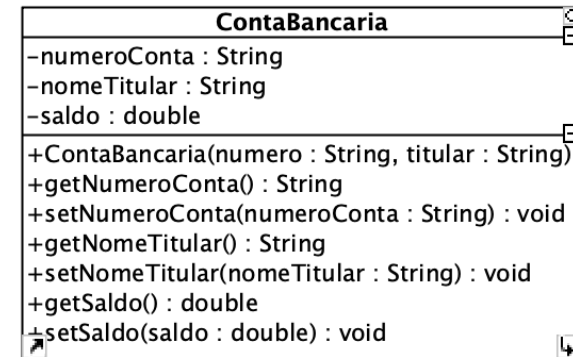 ContaBancaria
-numeroConta : String
-nomeTitular : String
-saldo : double
+ContaBancaria(numero : String, titular : String)
+getNumeroConta() : String
+setNumeroConta(numeroConta : String) : void
+getNomeTitular() : String
+setNomeTitular(nomeTitular : String) : void
+getSaldo() : double
+setSaldo(saldo : double) : void